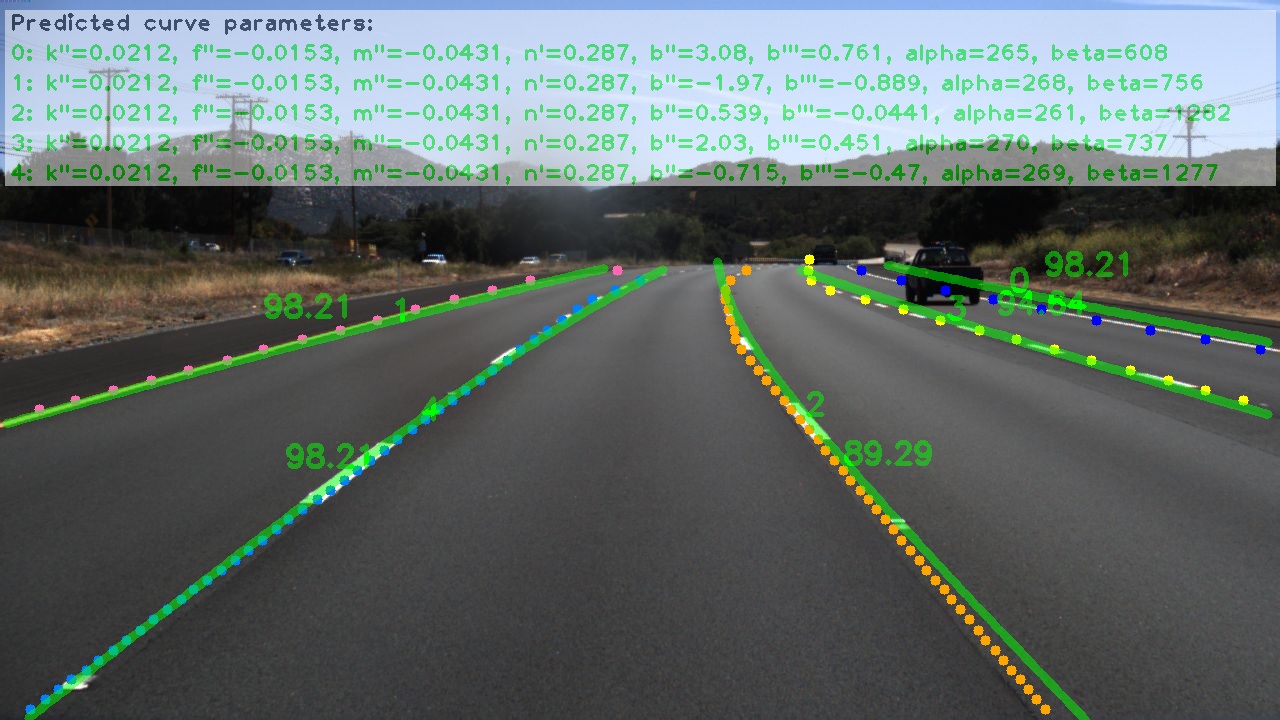 Predicted curve parameters:
0: k''=0.0212, f''=-0.0153, m''=-0.0431, n'=0.287, b''=3.08, b'''=0.761, alpha=265, beta=608
1: k''=0.0212, f''=-0.0153, m''=-0.0431, n'=0.287, b''=-1.97, b'''=-0.889, alpha=268, beta=756
2: k''=0.0212, f''=-0.0153, m''=-0.0431, n'=0.287, b''=0.539, b'''=-0.0441, alpha=261, beta=1282
3: k''=0.0212, f''=-0.0153, m''=-0.0431, n'=0.287, b''=2.03, b'''=0.451, alpha=270, beta=737
4: k''=0.0212, f''=-0.0153, m''=-0.0431, n'=0.287, b''=-0.715, b'''=-0.47, alpha=269, beta=1277
0 98.21
98.21 1
3 94.64
4
2
98.21
89.29